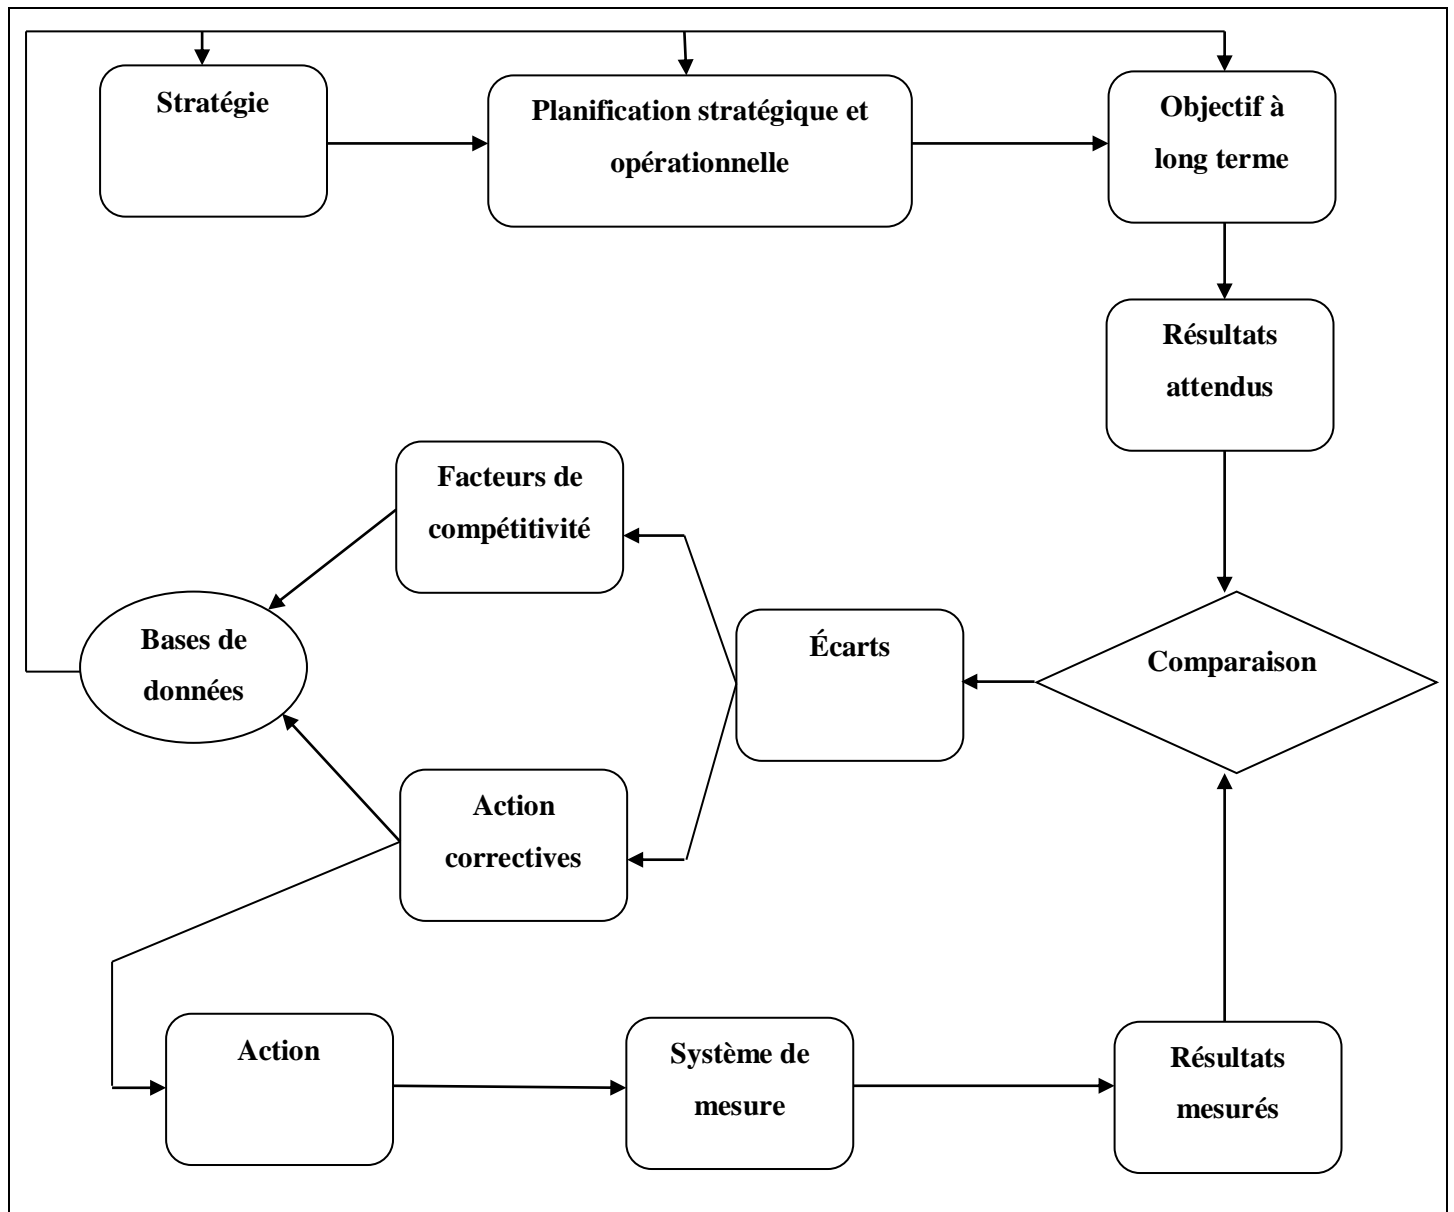 Stratégie
Planification stratégique et
opérationnelle
Objectif à
long terme
Résultats
attendus
Facteurs de
compétitivité
Bases de
données
Écarts
Comparaison
Action
correctives
Action
Système de
mesure
Résultats
mesurés